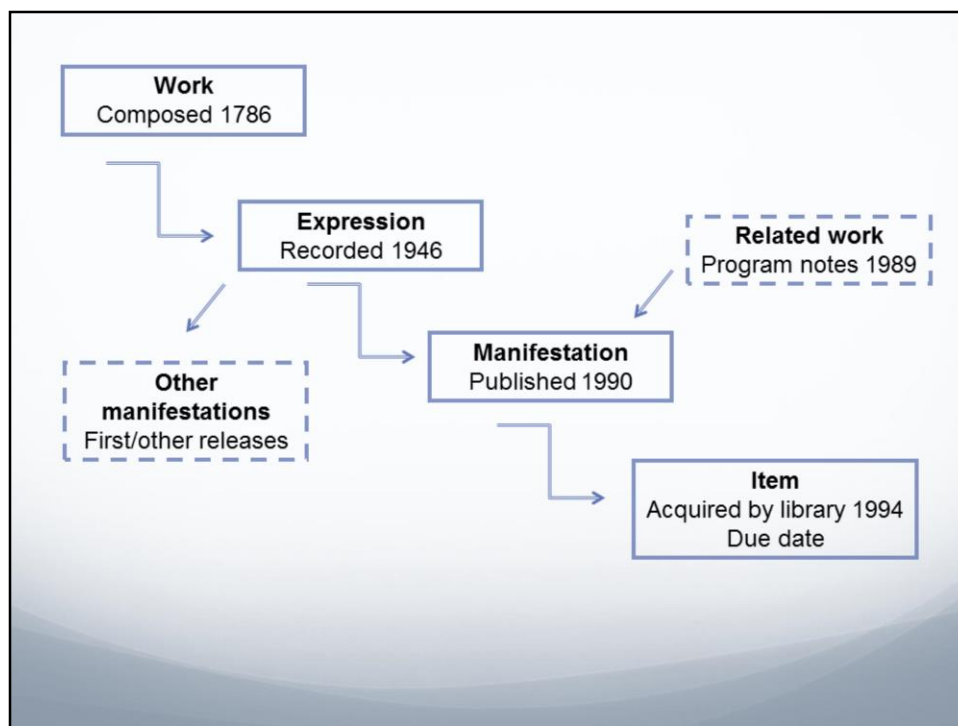 Work
Composed 1786
Expression
Recorded 1946
Related work
Program notes 1989
Manifestation
Published 1990
Other
manifestations
First/other releases
Item
Acquired by library 1994
Due date